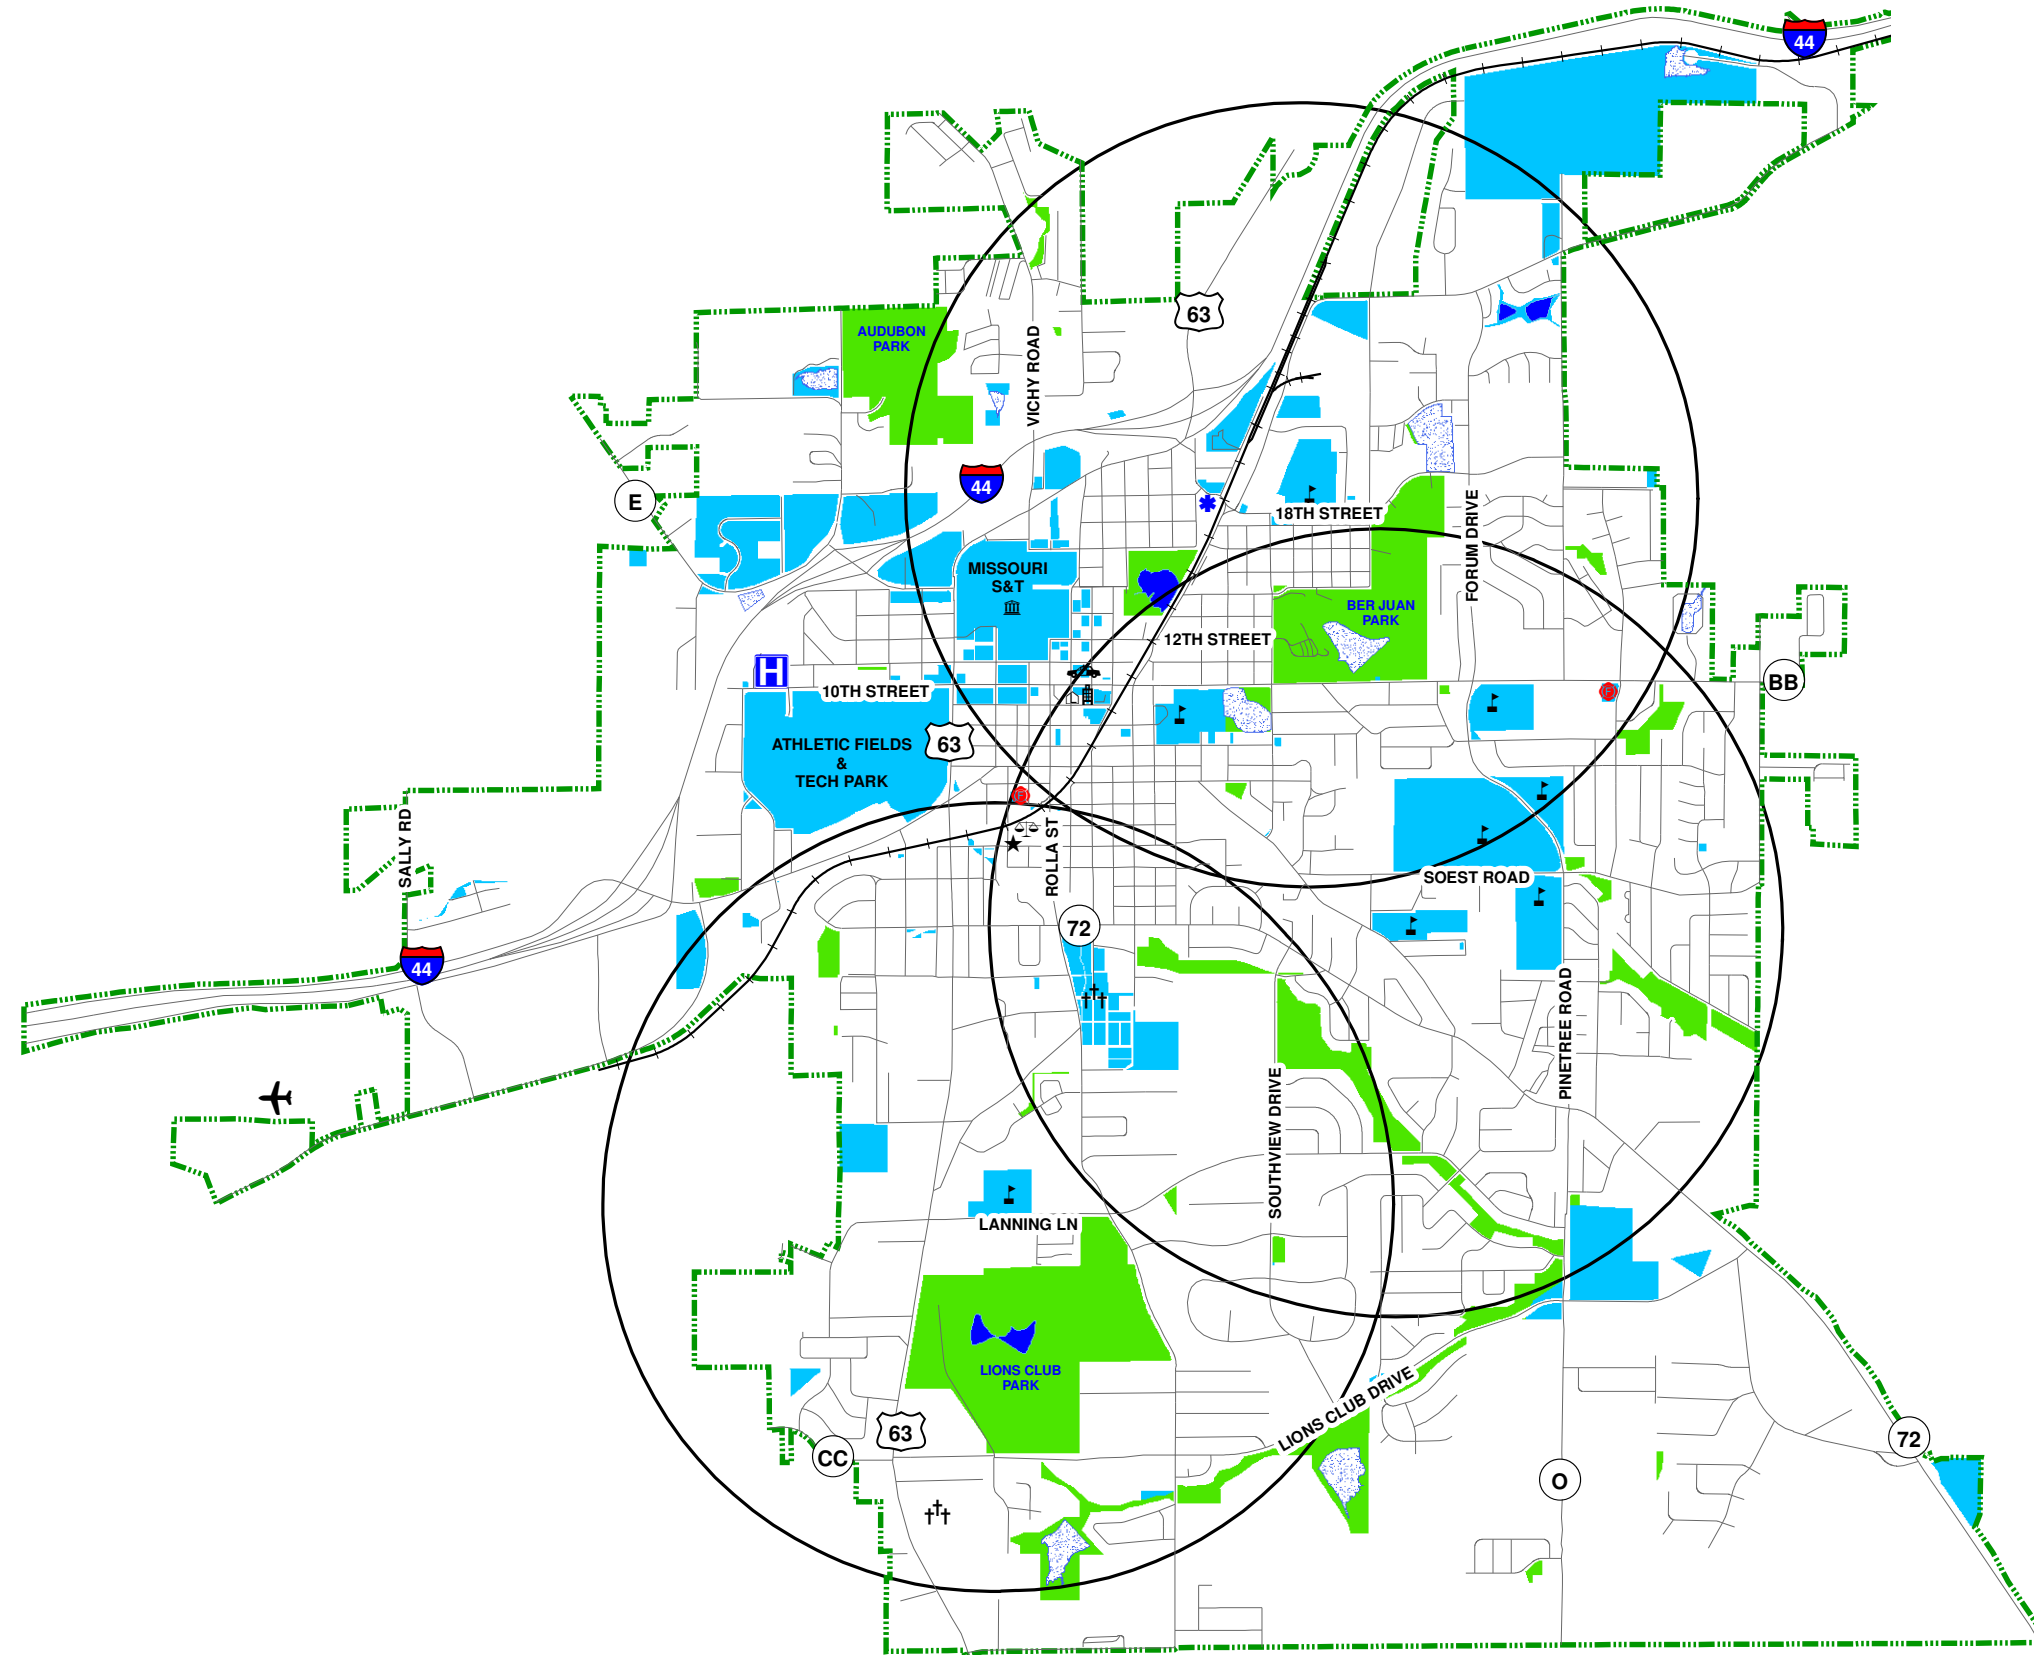 44
63
AUDUBON
PARK
VICHY ROAD
44
E
18TH STREET
FORUM DRIVE
MISSOURI
S&T
BER JUAN
PARK
12TH STREET
H
10TH STREET
BB
F
63
ATHLETIC FIELDS
&
TECH PARK
F
SALLY RD
ROLLA ST
SOEST ROAD
72
44
PINETREE ROAD
SOUTHVIEW DRIVE
LANNING LN
LIONS CLUB
PARK
LIONS CLUB DRIVE
63
CC
72
O